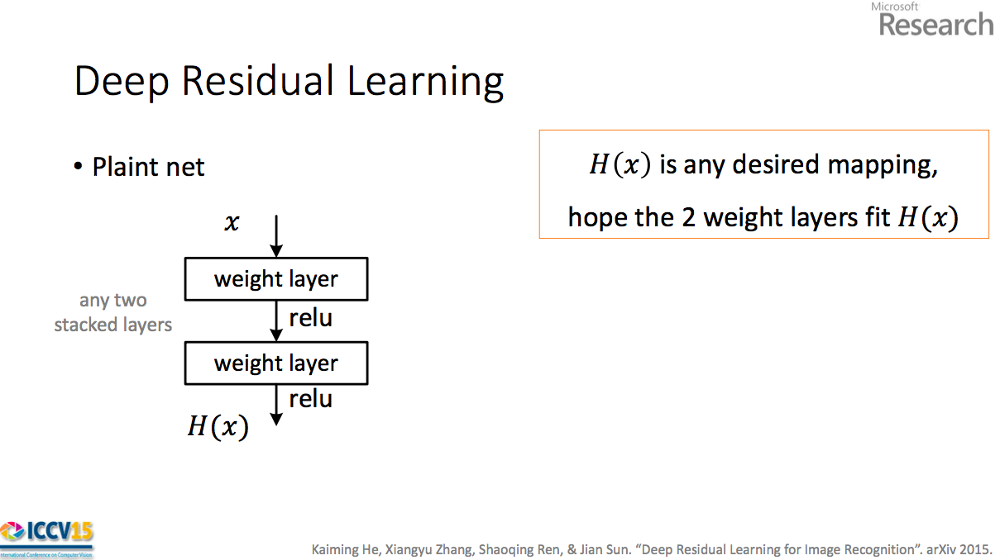 Microsoft
Research
Deep Residual Learning
• Plaint net
H(x) is any desired mapping,
hope the 2 weight layers fit H(x)
x
weight layer
any two
stacked layers
relu
weight layer
relu
H(x)
ICCV15
International Conference on Computer Vision
Kaiming He, Xiangyu Zhang, Shaoqing Ren, & Jian Sun. “Deep Residual Learning for Image Recognition”. arXiv 2015.